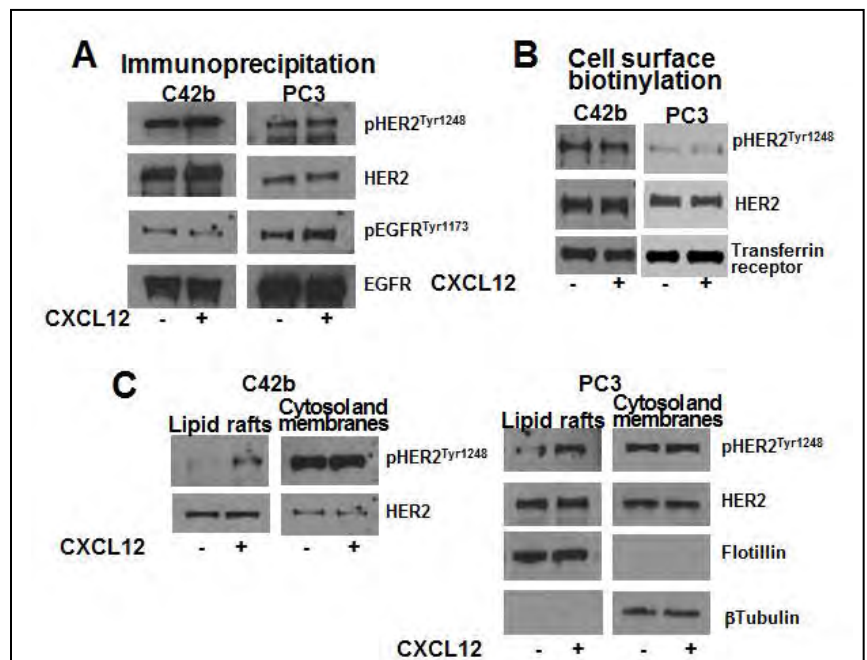 A
Immunoprecipitation
C42b PC3
pHER2Tyr1248
HER2
pEGFRTyr1173
EGFR
CXCL12 - + - +
B
Cell surface
biotinylation
C42b PC3
pHER2Tyr1248
HER2
Transferrin
receptor
CXCL12 - + - +
C
C42b
Lipid rafts Cytosol and
membranes
pHER2Tyr1248
HER2
CXCL12 - + - +
PC3
Lipid rafts Cytosol and
membranes
pHER2Tyr1248
HER2
Flotillin
βTubulin
CXCL12 - + - +